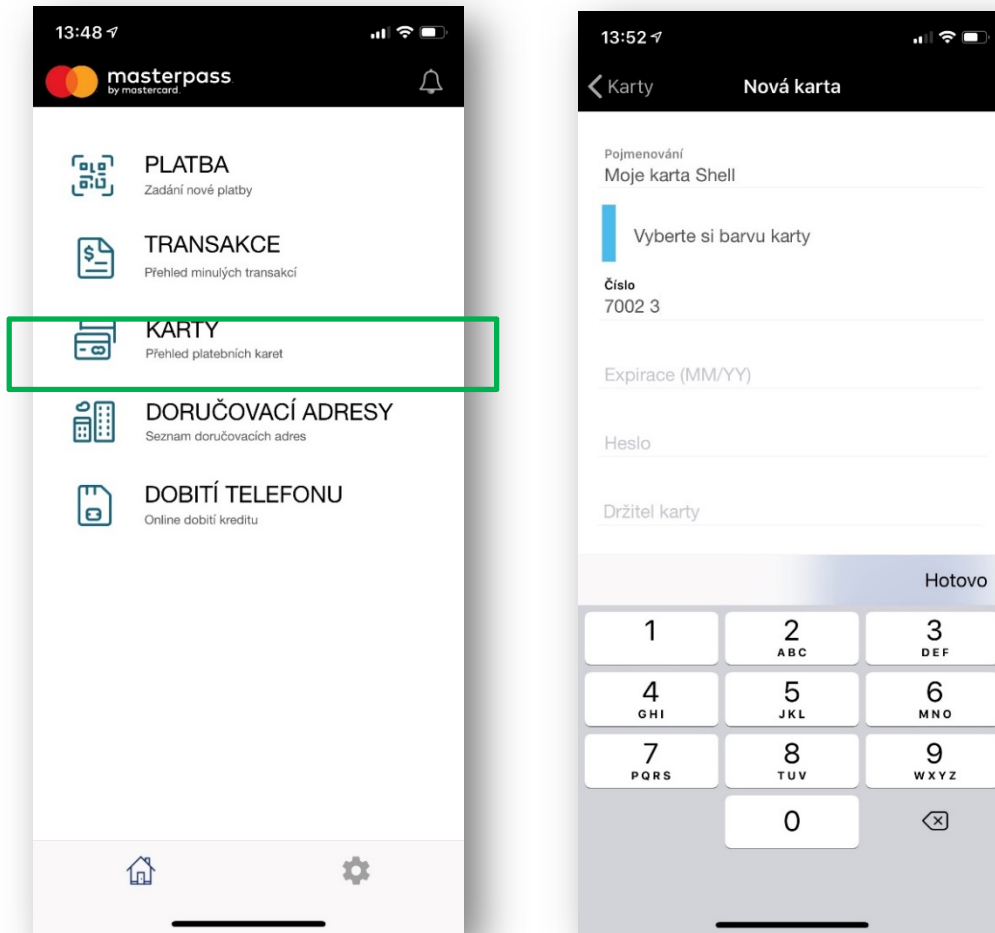 13:48
masterpass
by mastercard.
PLATBA
Zadání nové platby
TRANSAKCE
Přehled minulých transakcí
KARTY
Přehled platebních karet
DORUČOVACÍ ADRESY
Seznam doručovacích adres
DOBITÍ TELEFONU
Online dobití kreditu
13:52
Karty Nová karta
Pojmenování
Moje karta Shell
Vyberte si barvu karty
Číslo
7002 3
Expirace (MM/YY)
Heslo
Držitel karty
Hotovo
1 2 3
ABC DEF
4 5 6
GHI JKL MNO
7 8 9
PQRS TUV WXYZ
0